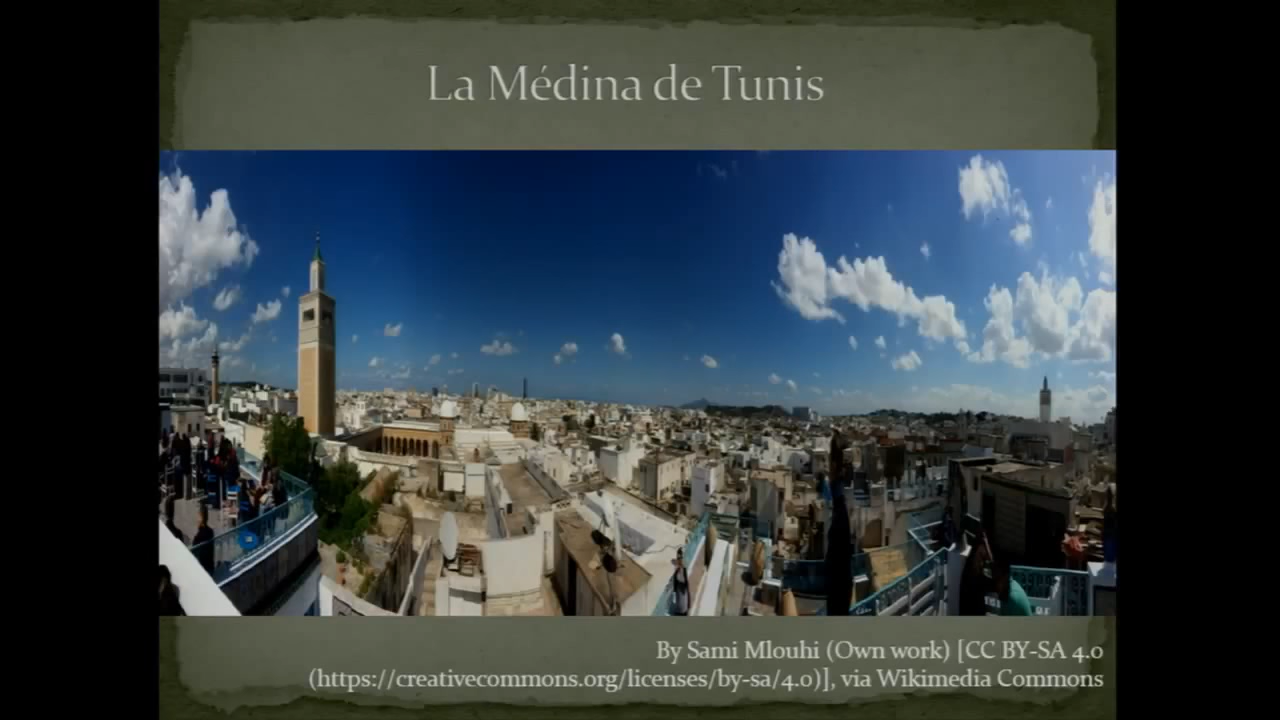 La Médina de Tunis
By Sami Mlouhi (Own work) [CC BY-SA 4.0
(https://creativecommons.org/licenses/by-sa/4.0)], via Wikimedia Commons